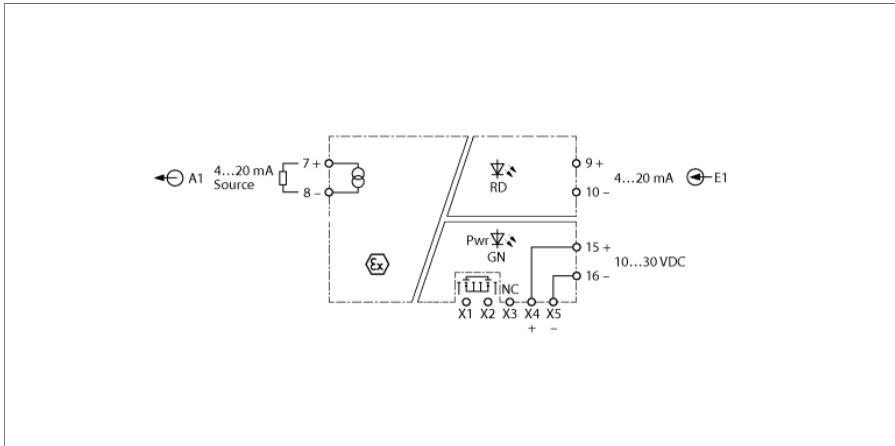 A1
4...20 mA
Source
7 +
8 –
RD
9 +
10 –
4...20 mA
E1
Pwr
GN
15 +
16 –
10...30 VDC
Ex
NC
X1 X2 X3 X4 X5
+ –